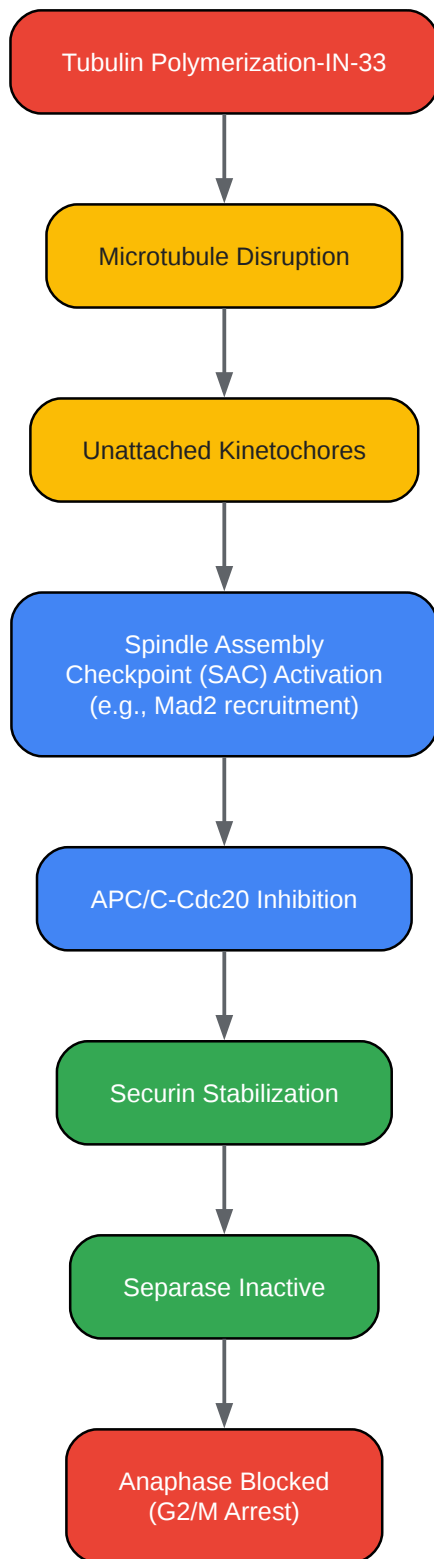 Tubulin Polymerization-IN-33
Microtubule Disruption
Unattached Kinetochores
Spindle Assembly
Checkpoint (SAC) Activation
(e.g., Mad2 recruitment)
APC/C-Cdc20 Inhibition
Securin Stabilization
Separase Inactive
Anaphase Blocked
(G2/M Arrest)